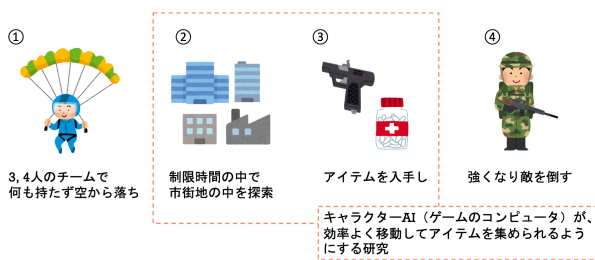 ①
②
③
④
3, 4人のチームで
何も持たず空から落ち
制限時間の中で
市街地の中を探索
アイテムを入手し
強くなり敵を倒す
キャラクターAI（ゲームのコンピュータ）が、
効率よく移動してアイテムを集められるよう
にする研究